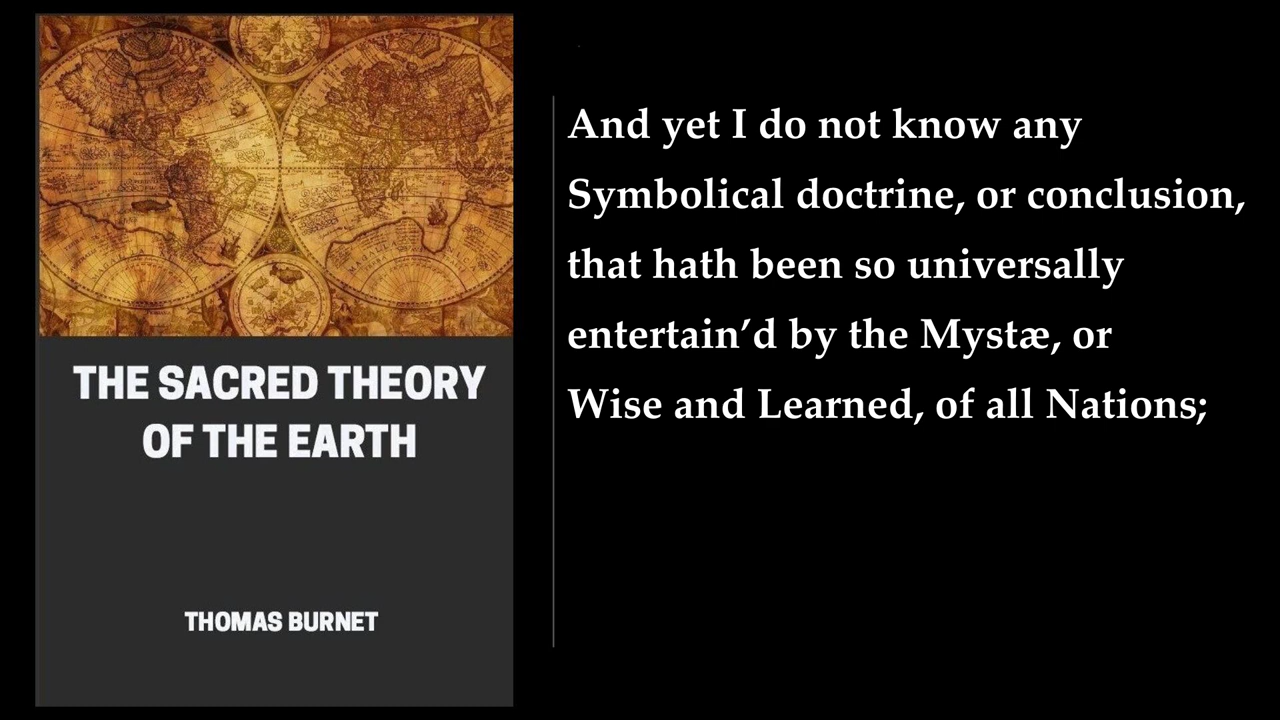 THE SACRED THEORY
OF THE EARTH
THOMAS BURNET
And yet I do not know any
Symbolical doctrine, or conclusion,
that hath been so universally
entertain’d by the Mystæ, or
Wise and Learned, of all Nations;